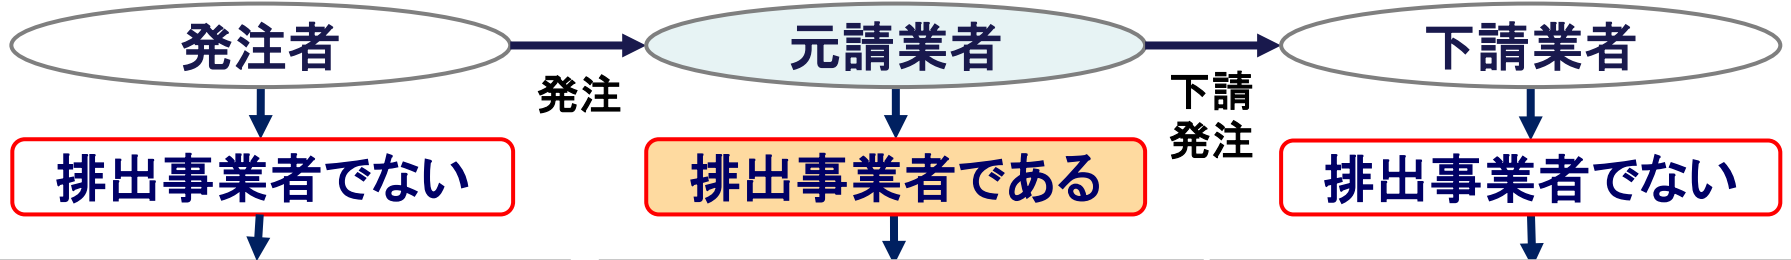 発注者
元請業者
下請業者
発注
下請
発注
排出事業者でない
排出事業者である
排出事業者でない